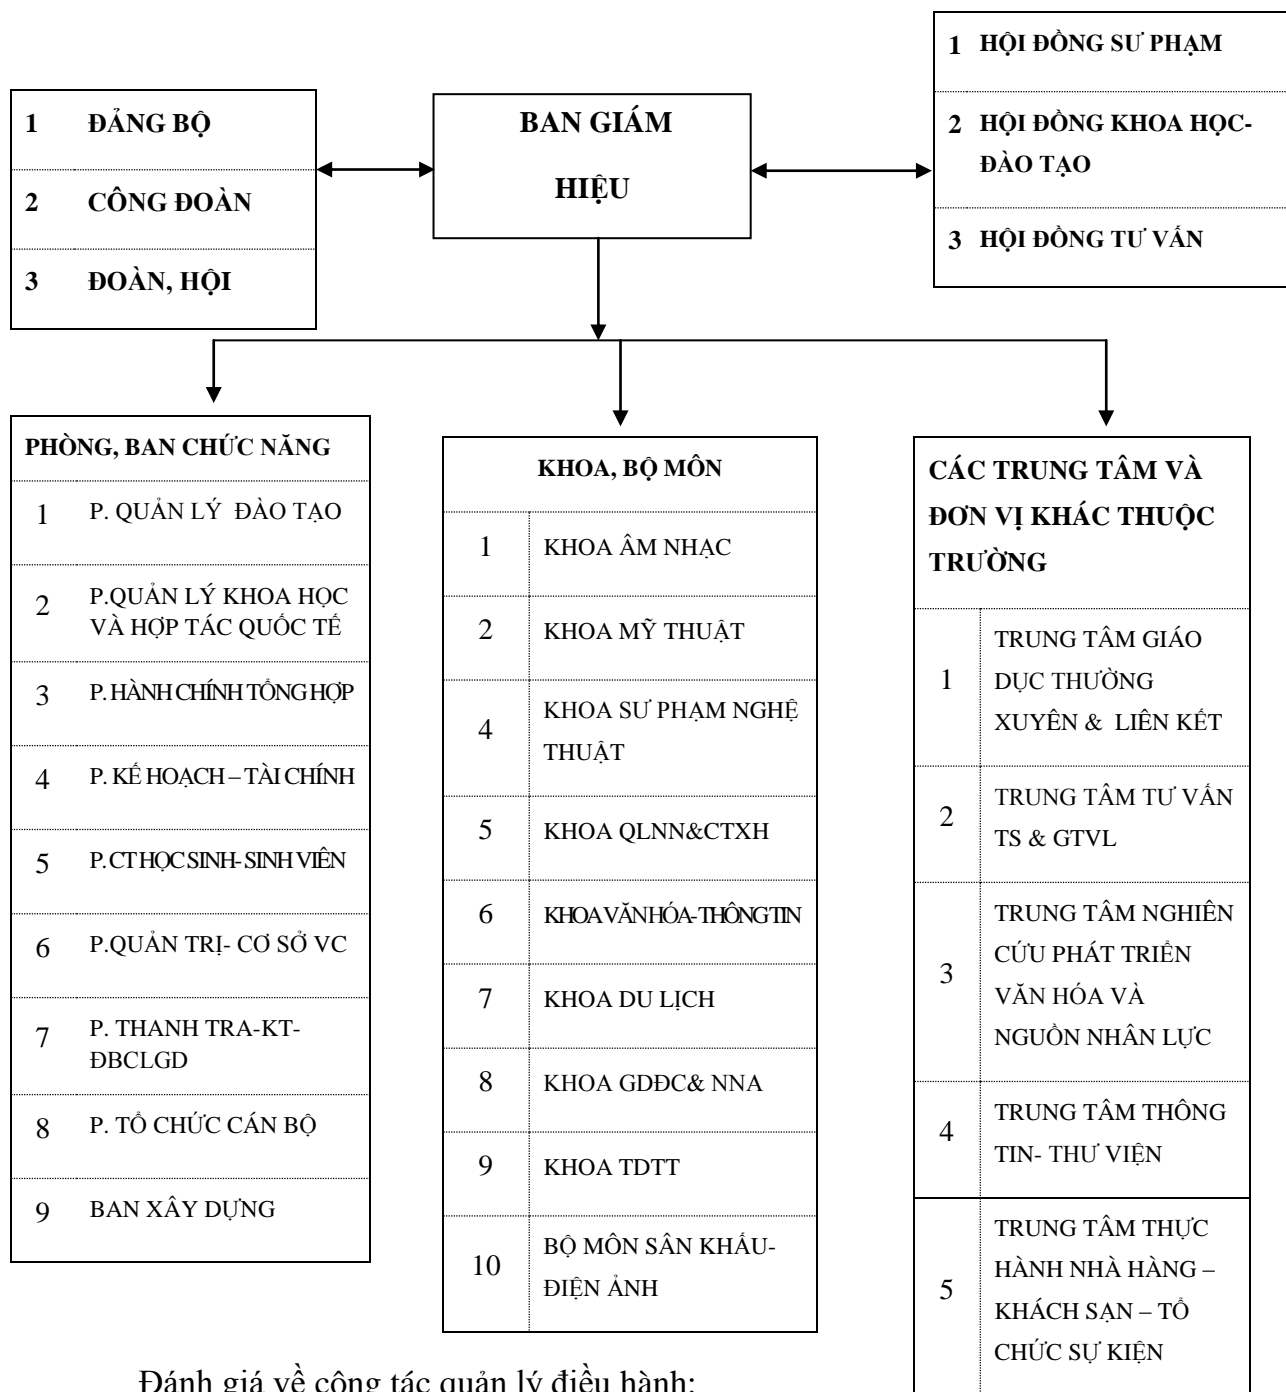 1 ĐẢNG BỘ
2 CÔNG ĐOÀN
3 ĐOÀN, HỘI
BAN GIÁM
HIỆU
1 HỘI ĐỒNG SƯ PHẠM
2 HỘI ĐỒNG KHOA HỌC-
ĐÀO TẠO
3 HỘI ĐỒNG TƯ VẤN
PHÒNG, BAN CHỨC NĂNG
1 P. QUẢN LÝ ĐÀO TẠO
2 P.QUẢN LÝ KHOA HỌC
VÀ HỢP TÁC QUỐC TẾ
3 P. HÀNH CHÍNH TỔNG HỢP
4 P. KẾ HOẠCH – TÀI CHÍNH
5 P. CT HỌC SINH- SINH VIÊN
6 P.QUẢN TRỊ- CƠ SỞ VC
7 P. THANH TRA-KT-
ĐBCLGD
8 P. TỔ CHỨC CÁN BỘ
9 BAN XÂY DỰNG
KHOA, BỘ MÔN
1 KHOA ÂM NHẠC
2 KHOA MỸ THUẬT
4 KHOA SƯ PHẠM NGHỆ
THUẬT
5 KHOA QLNN&CTXH
6 KHOA VĂN HÓA- THÔNG TIN
7 KHOA DU LỊCH
8 KHOA GDĐC& NNA
9 KHOA TDTT
10 BỘ MÔN SÂN KHẤU-
ĐIỆN ẢNH
CÁC TRUNG TÂM VÀ
ĐƠN VỊ KHÁC THUỘC
TRƯỜNG
1 TRUNG TÂM GIÁO
DỤC THƯỜNG
XUYÊN & LIÊN KẾT
2 TRUNG TÂM TƯ VẤN
TS & GTVL
3 TRUNG TÂM NGHIÊN
CỨU PHÁT TRIỂN
VĂN HÓA VÀ
NGUỒN NHÂN LỰC
4 TRUNG TÂM THÔNG
TIN- THƯ VIỆN
5 TRUNG TÂM THỰC
HÀNH NHÀ HÀNG –
KHÁCH SẠN – TỔ
CHỨC SỰ KIỆN
Đánh giá về công tác quản lý điều hành: